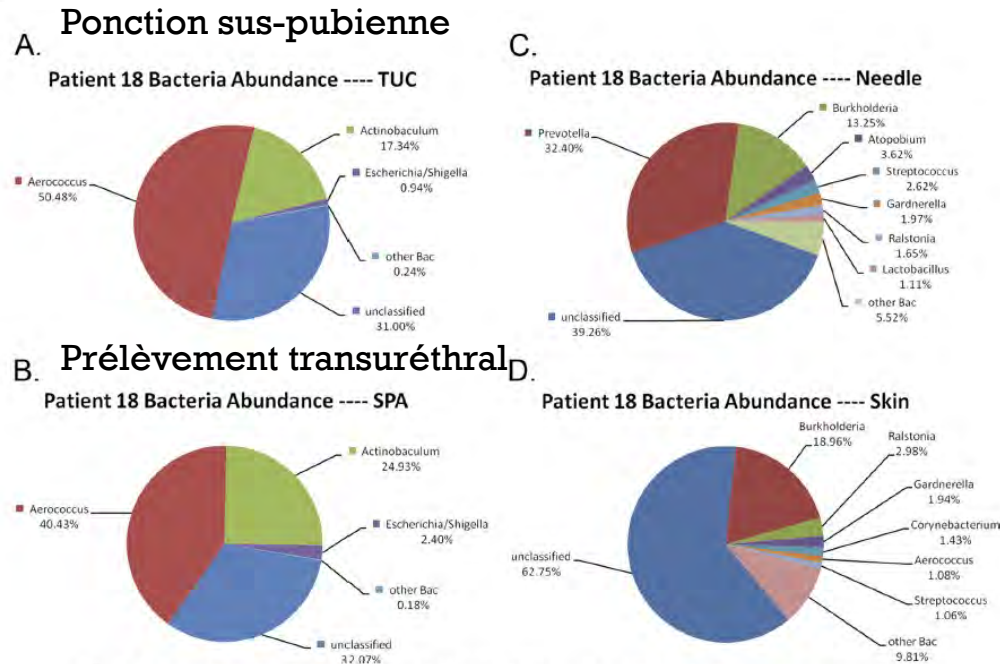 Ponction sus-pubienne
A.
Patient 18 Bacteria Abundance ---- TUC
Actinobaculum
17.34%
Escherichia/Shigella
0.94%
Aerococcus
50.48%
other Bac
0.24%
unclassified
31.00%
C.
Patient 18 Bacteria Abundance ---- Needle
Burkholderia
13.25%
Prevotella
32.40%
Atopobium
3.62%
Streptococcus
2.62%
Gardnerella
1.97%
Ralstonia
1.65%
Lactobacillus
1.11%
other Bac
5.52%
unclassified
39.26%
Prélèvement transuréthral
B.
Patient 18 Bacteria Abundance ---- SPA
Actinobaculum
24.93%
Aerococcus
40.43%
Escherichia/Shigella
2.40%
other Bac
0.18%
unclassified
32.07%
D.
Patient 18 Bacteria Abundance ---- Skin
Burkholderia
18.96%
Ralstonia
2.98%
Gardnerella
1.94%
Corynebacterium
1.43%
unclassified
62.75%
Aerococcus
1.08%
Streptococcus
1.06%
other Bac
9.81%